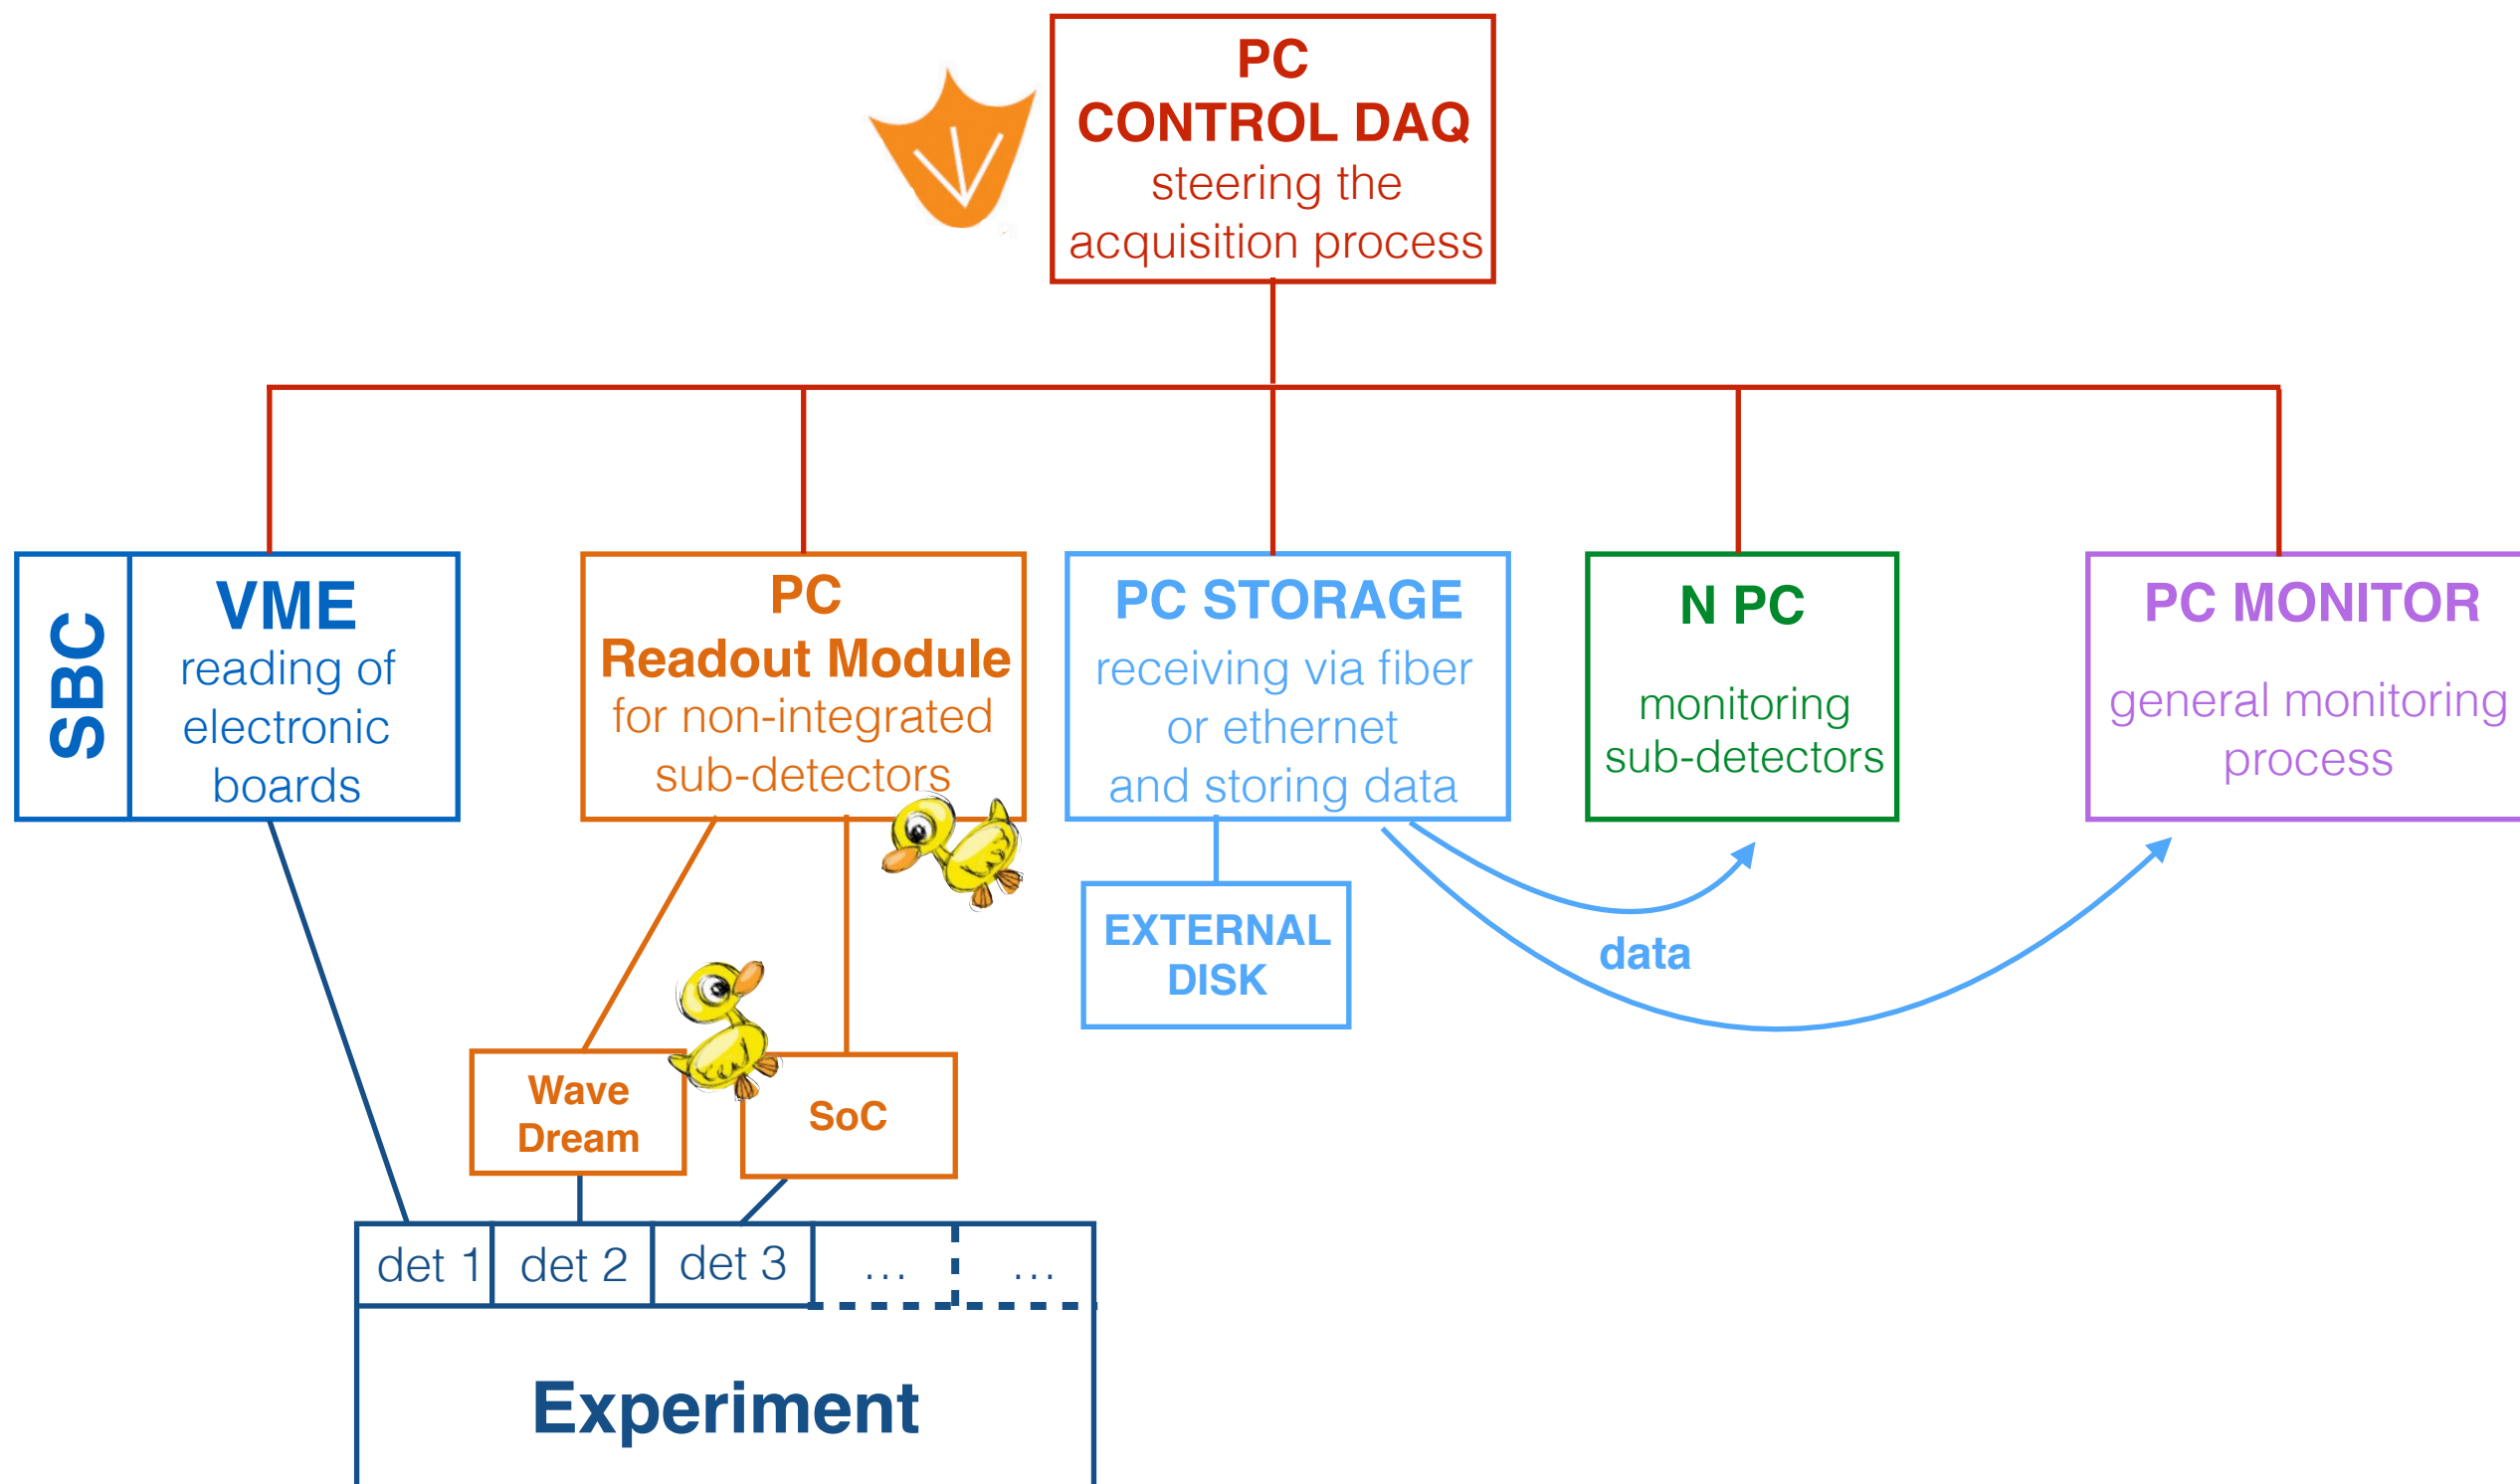 PC
CONTROL DAQ
steering the
acquisition process
SBC
VME
reading of
electronic
boards
PC
Readout Module
for non-integrated
sub-detectors
PC STORAGE
receiving via fiber
or ethernet
and storing data
N PC
monitoring
sub-detectors
PC MONITOR
general monitoring
process
EXTERNAL
DISK
data
Wave
Dream
SoC
det 1
det 2
det 3
...
...
Experiment